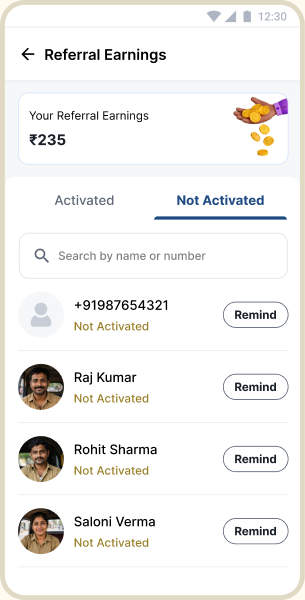 12:30
Referral Earnings
Your Referral Earnings
₹235
Activated
Not Activated
Search by name or number
+91987654321
Not Activated
Remind
Raj Kumar
Not Activated
Remind
Rohit Sharma
Not Activated
Remind
Saloni Verma
Not Activated
Remind